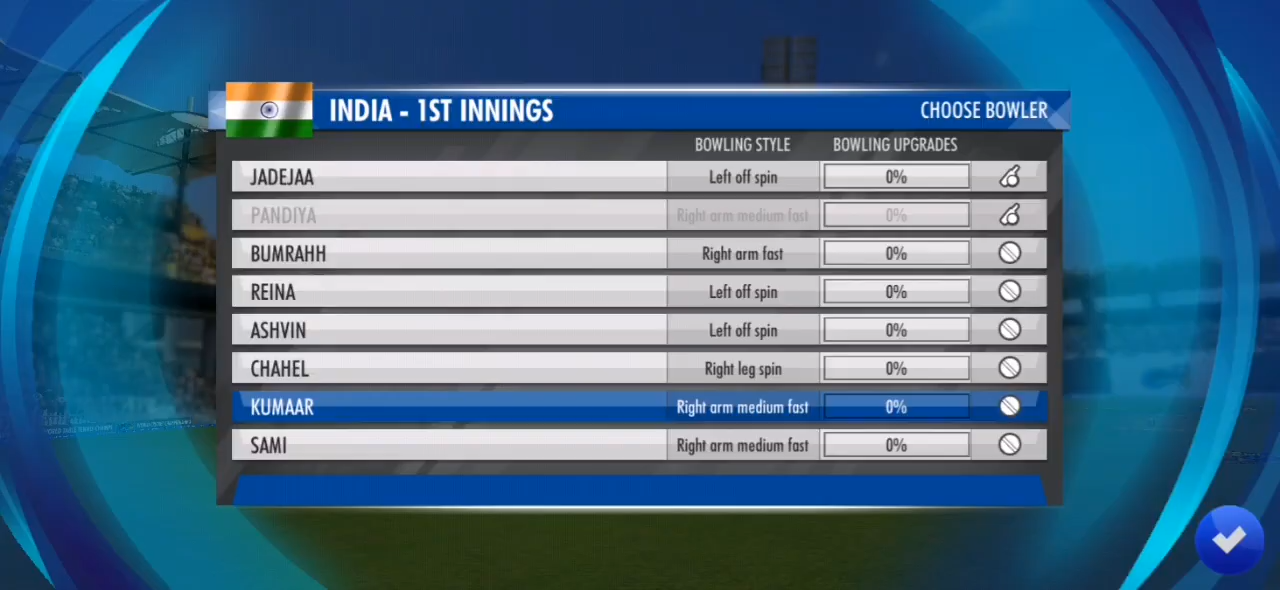 INDIA - 1ST INNINGS CHOOSE BOWLER
BOWLING STYLE BOWLING UPGRADES
JADEJAA Left off spin 0%
PANDIYA Right arm medium fast 0%
BUMRAHH Right arm fast 0%
REINA Left off spin 0%
ASHVIN Left off spin 0%
CHAHEL Right leg spin 0%
KUMAAR Right arm medium fast 0%
SAMI Right arm medium fast 0%